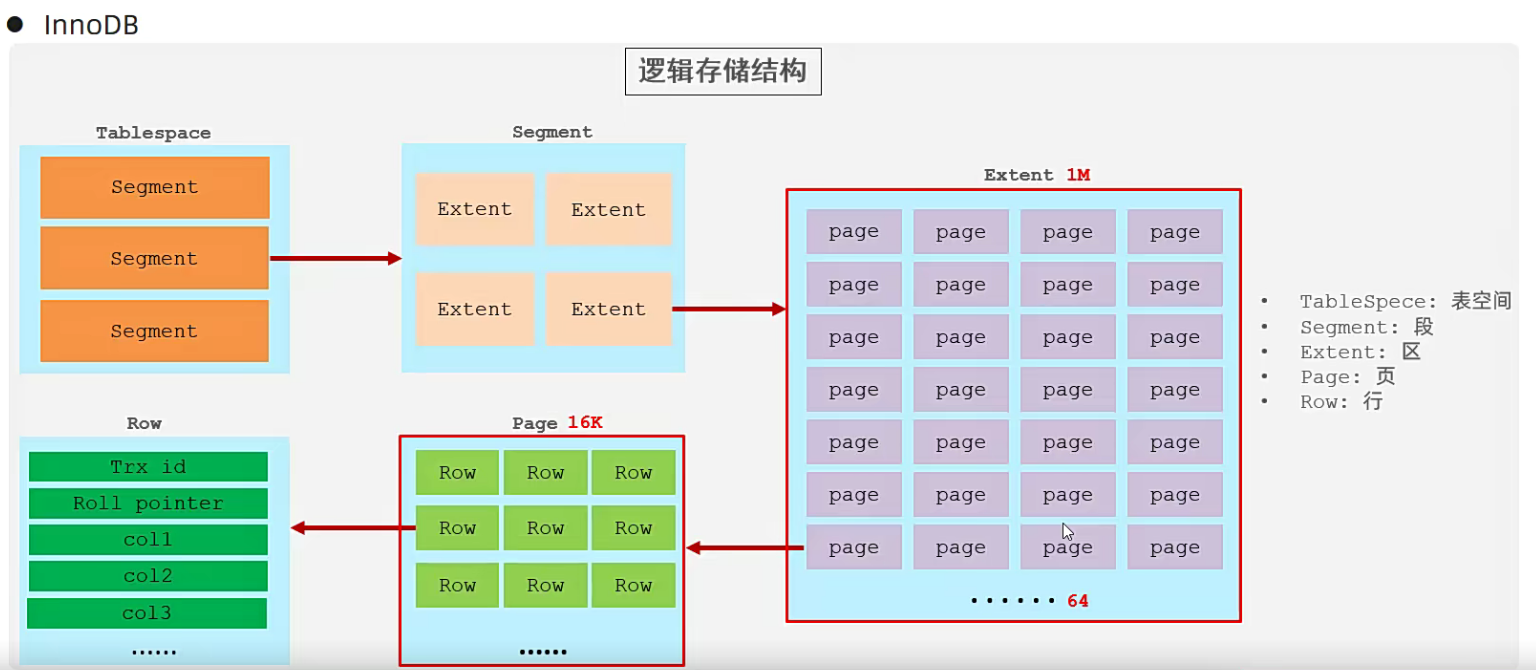 ● InnoDB
逻辑存储结构
Tablespace
Segment
Segment
Segment
Segment
Extent Extent
Extent Extent
Extent 1M
page page page page
page page page page
page page page page
page page page page
page page page page
page page page page
page page page page
······ 64
• TableSpece: 表空间
• Segment: 段
• Extent: 区
• Page: 页
• Row: 行
Row
Trx id
Roll pointer
col1
col2
col3
······
Page 16K
Row Row Row
Row Row Row
Row Row Row
······